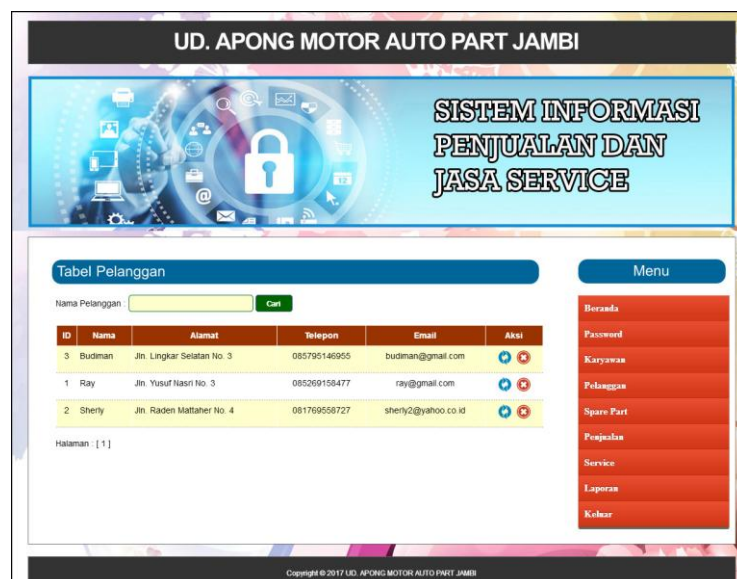 UD. APONG MOTOR AUTO PART JAMBI
SISTEM INFORMASI
PENJUALAN DAN
JASA SERVICE
12
@
Tabel Pelanggan
Nama Pelanggan : Cari
ID Nama Alamat Telepon Email Aksi
3 Budiman Jln. Lingkar Selatan No. 3 085795146955 budiman@gmail.com
1 Ray Jln. Yusuf Nasri No. 3 085269158477 ray@gmail.com
2 Sherly Jln. Raden Mattaher No. 4 081769558727 sherly2@yahoo.co.id
Halaman : [ 1 ]
Menu
Beranda
Password
Karyawan
Pelanggan
Spare Part
Penjualan
Service
Laporan
Keluar
Copyright © 2017 UD. APONG MOTOR AUTO PART JAMBI